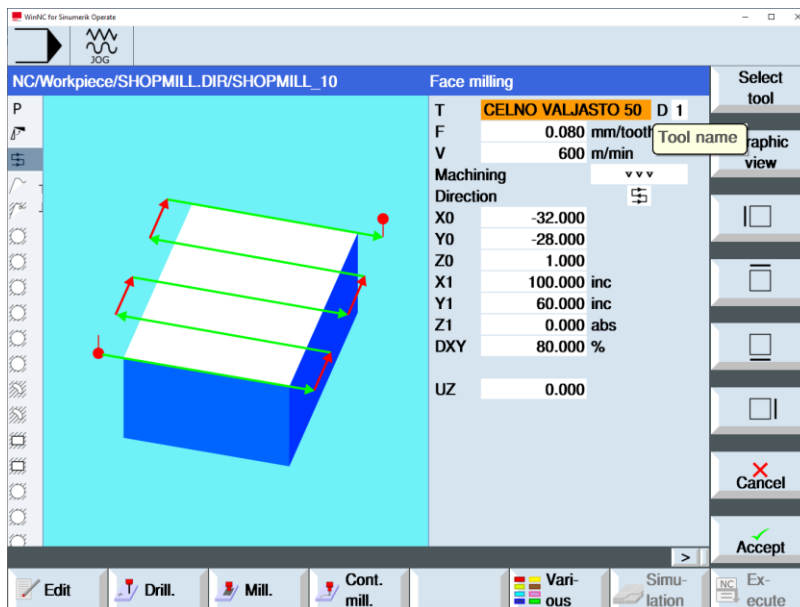 WinNC for Sinumerik Operate
JOG
NC/Workpiece/SHOPMILL.DIR/SHOPMILL_10
Face milling
Select tool
P
T CELNO VALJASTO 50 D 1
F 0.080 mm/tooth
Tool name
raphic view
V 600 m/min
Machining vvv
Direction
X0 -32.000
Y0 -28.000
Z0 1.000
X1 100.000 inc
Y1 60.000 inc
Z1 0.000 abs
DXY 80.000 %
UZ 0.000
Cancel
Accept
>
Edit
Drill.
Mill.
Cont. mill.
Vari-
ous
Simu-
lation
NC Ex-
ecute